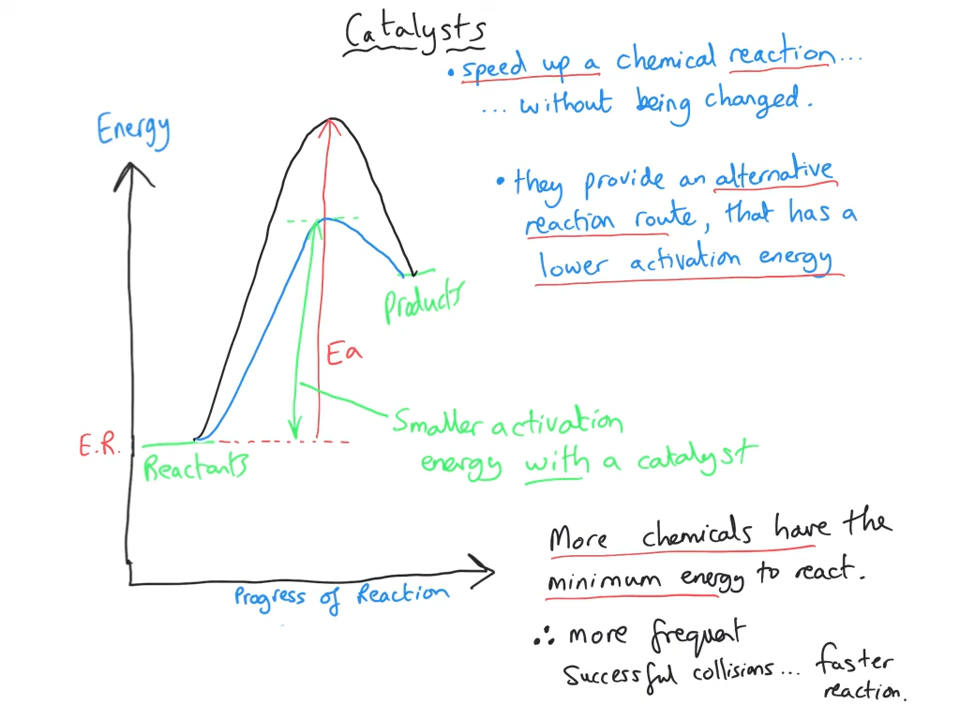 Catalysts
• speed up a chemical reaction...
... without being changed.
Energy
• they provide an alternative
reaction route, that has a
lower activation energy
Products
Ea
Smaller activation
energy with a catalyst
E.R.
Reactants
More chemicals have the
minimum energy to react.
Progress of Reaction
∴ more frequent
successful collisions... faster
reaction.